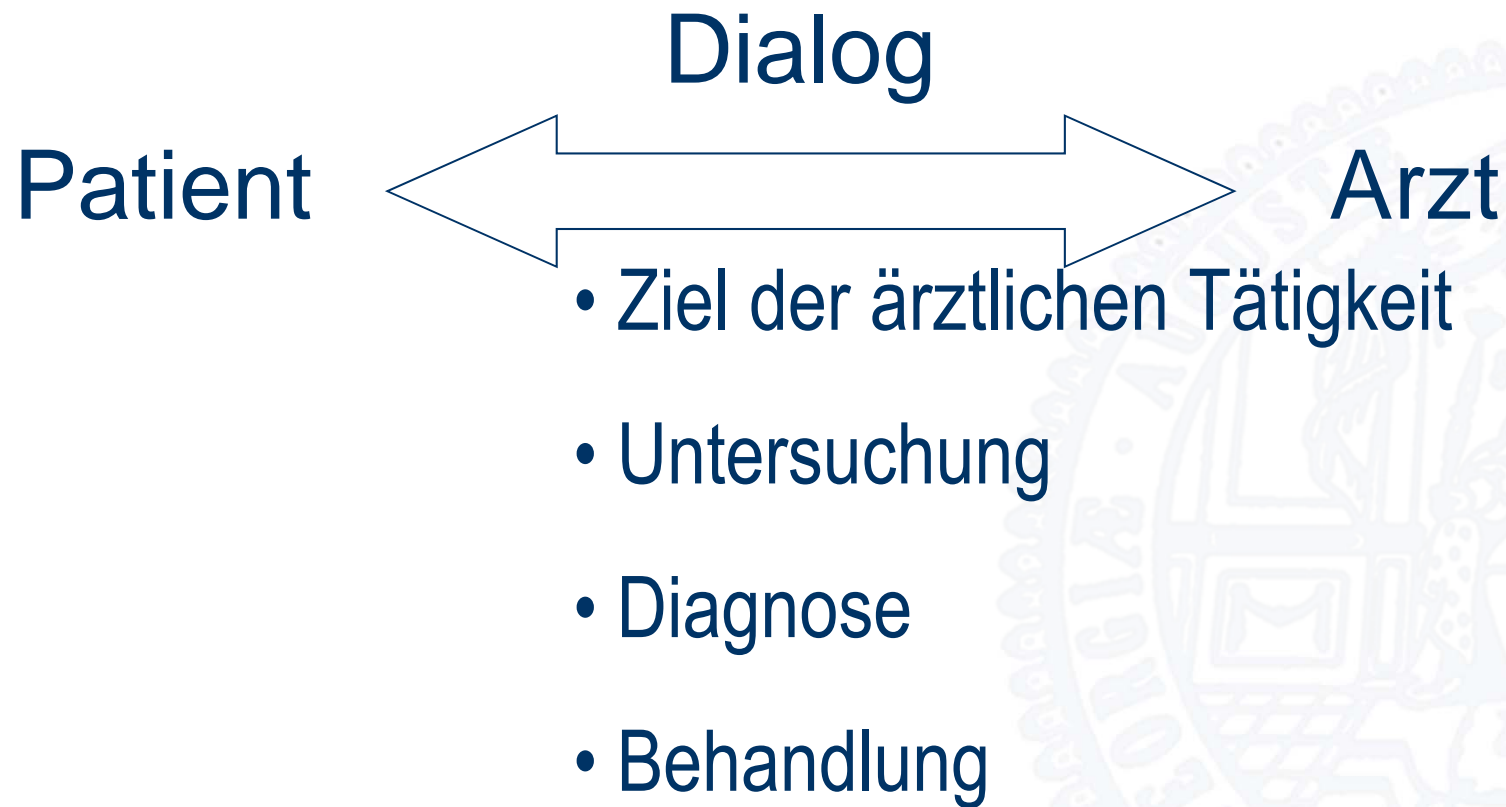 Dialog
Patient Arzt
• Ziel der ärztlichen Tätigkeit
• Untersuchung
• Diagnose
• Behandlung